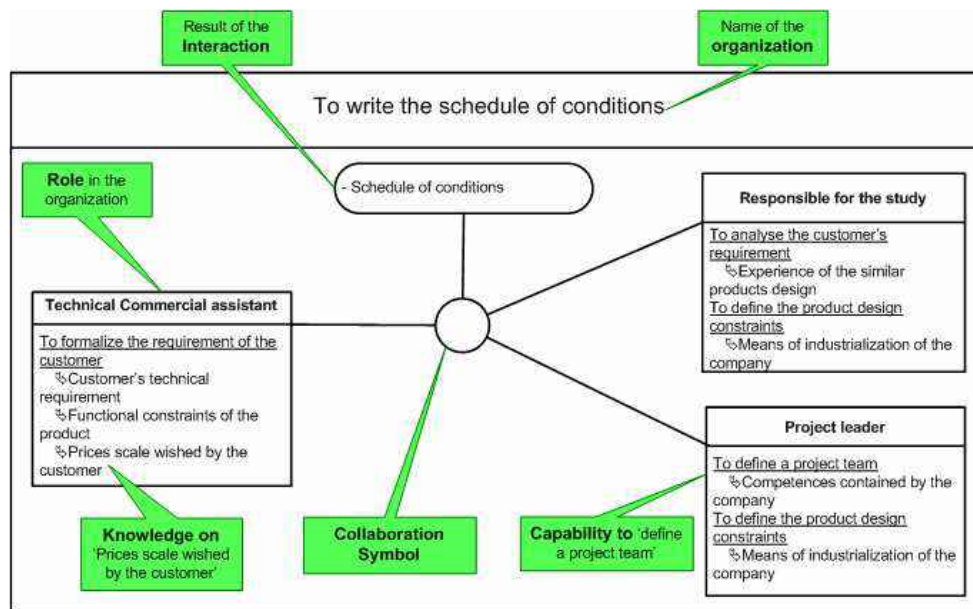 Result of the
Interaction
Name of the
organization
To write the schedule of conditions
Role in the
organization
- Schedule of conditions
Responsible for the study
To analyse the customer's
requirement
Experience of the similar
products design
To define the product design
constraints
Means of industrialization of the
company
Technical Commercial assistant
To formalize the requirement of the
customer
Customer's technical
requirement
Functional constraints of the
product
Prices scale wished by the
customer
Project leader
To define a project team
Competences contained by the
company
To define the product design
constraints
Means of industrialization of the
company
Knowledge on
'Prices scale wished
by the customer'
Collaboration
Symbol
Capability to 'define
a project team'